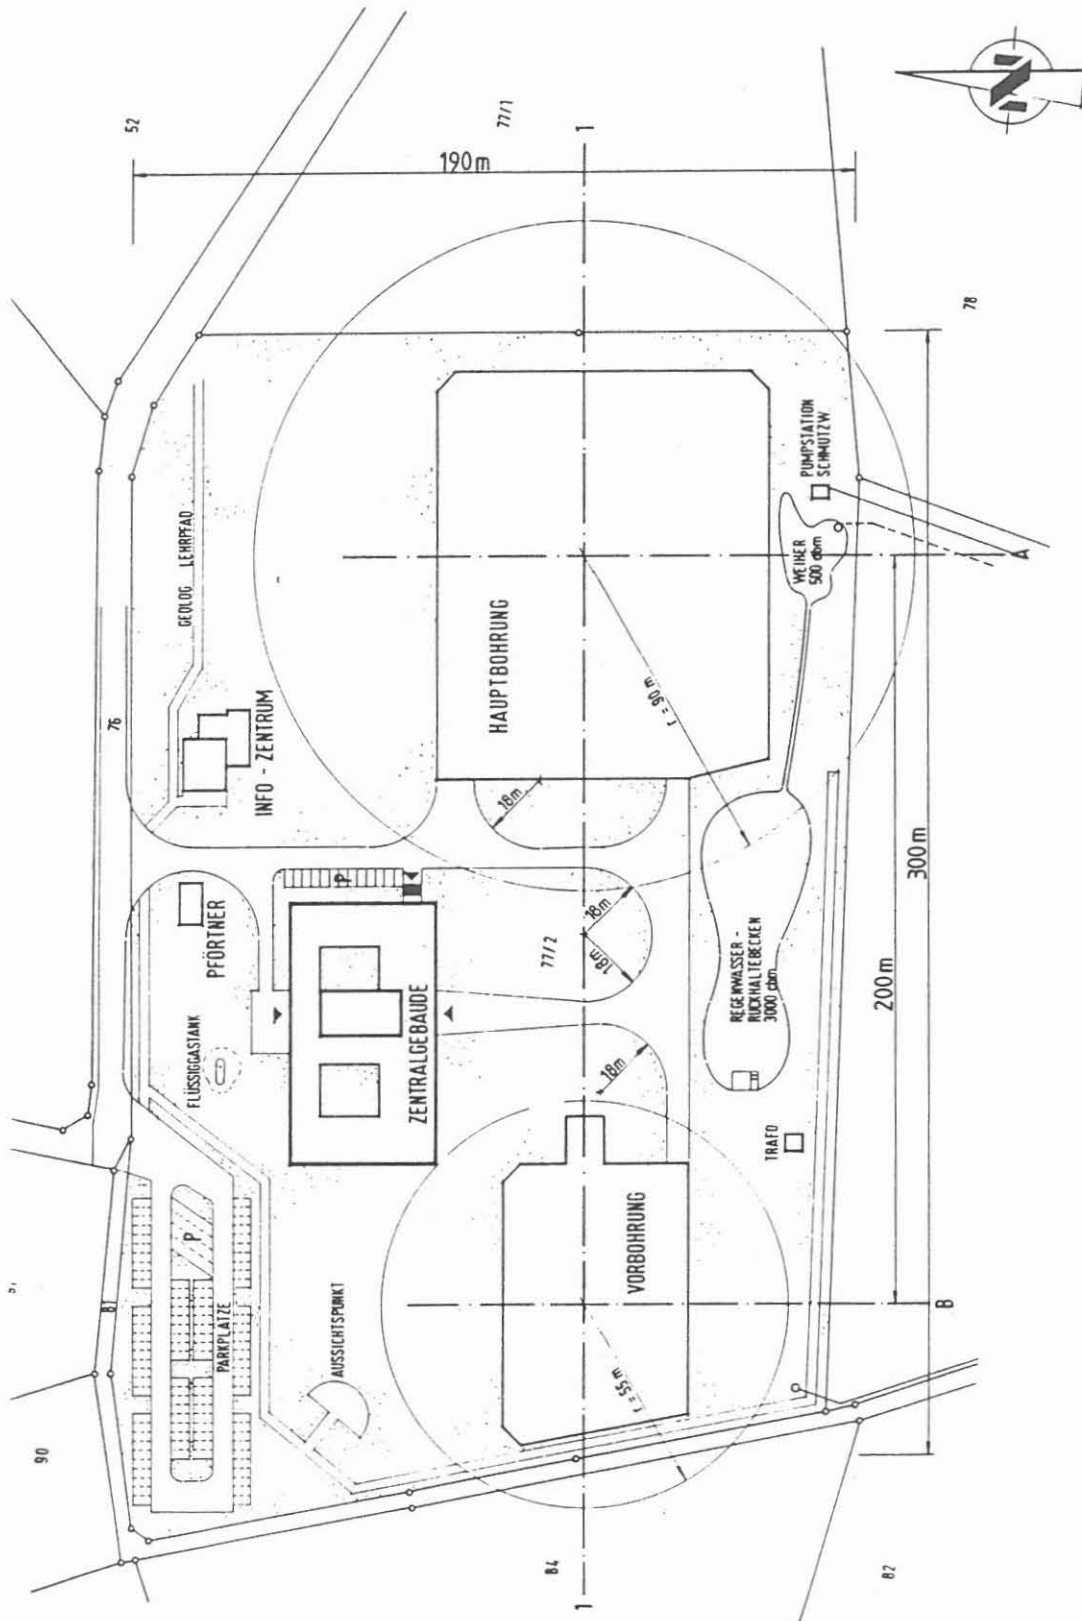 52
77/1
1
190m
N
78
GEOLOG. LEHRPFAD
PUMPSTATION
SCHMUTZW.
WEIHER
500 cbm
A
76
INFO - ZENTRUM
HAUPTBOHRUNG
r = 90 m
18m
300m
P
PFÖRTNER
18m
18m
77/2
REGENWASSER -
RÜCKHALTEBECKEN
3000 cbm
200m
FLÜSSIGGASTANK
ZENTRALGEBÄUDE
18m
TRAFO
P
PARKPLÄTZE
AUSSICHTSPUNKT
VORBOHRUNG
r = 55 m
B
90
84
1
82